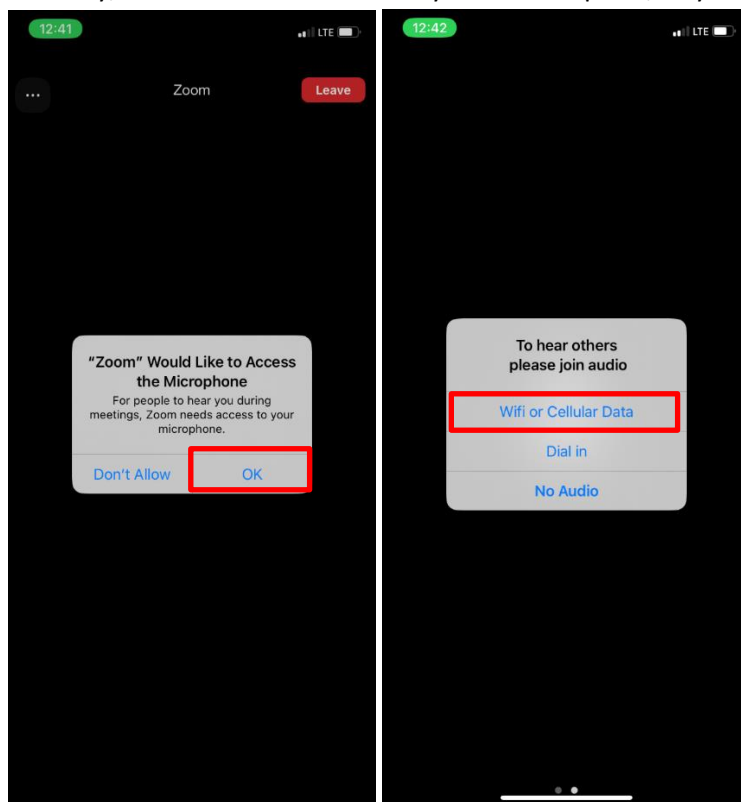 12:41
LTE
...
Zoom
Leave
“Zoom” Would Like to Access
the Microphone
For people to hear you during
meetings, Zoom needs access to your
microphone.
Don’t Allow
OK
12:42
LTE
To hear others
please join audio
Wifi or Cellular Data
Dial in
No Audio